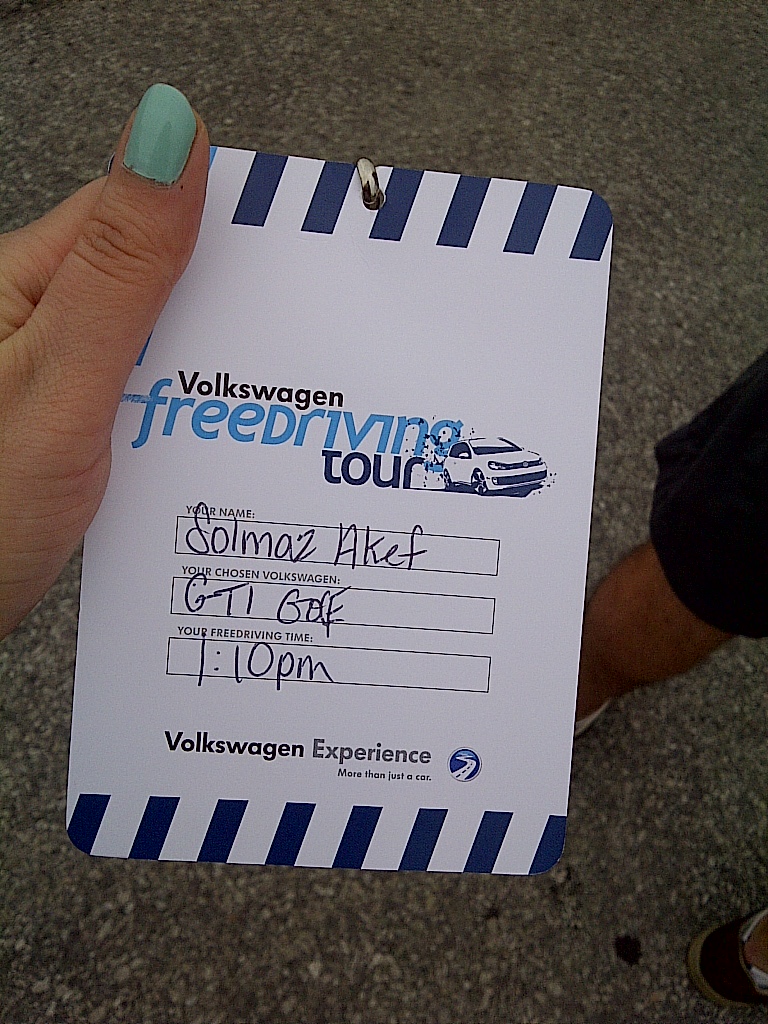 Volkswagen
freeDRIVING
tour
YOUR NAME:
Solmaz Akef
YOUR CHOSEN VOLKSWAGEN:
GTI GOLF
YOUR FREEDRIVING TIME:
1:10pm
Volkswagen Experience
More than just a car.